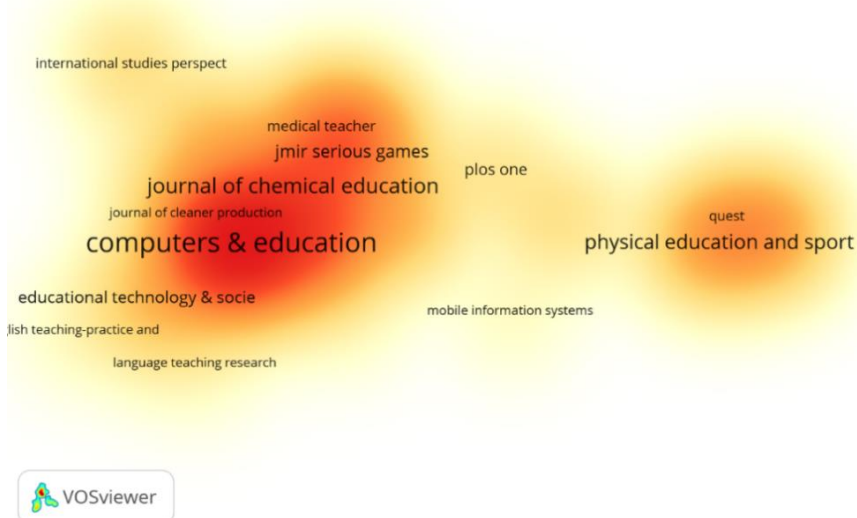 international studies perspect
medical teacher
jmir serious games
plos one
journal of chemical education
journal of cleaner production
quest
computers & education
physical education and sport
educational technology & socie
mobile information systems
lish teaching-practice and
language teaching research
VOSviewer